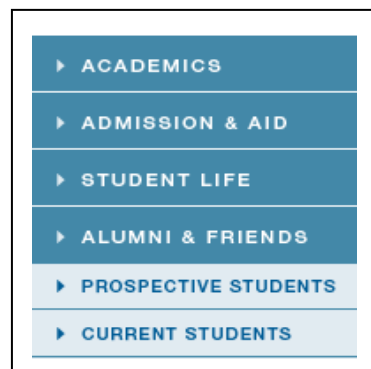 ACADEMICS
ADMISSION & AID
STUDENT LIFE
ALUMNI & FRIENDS
PROSPECTIVE STUDENTS
CURRENT STUDENTS